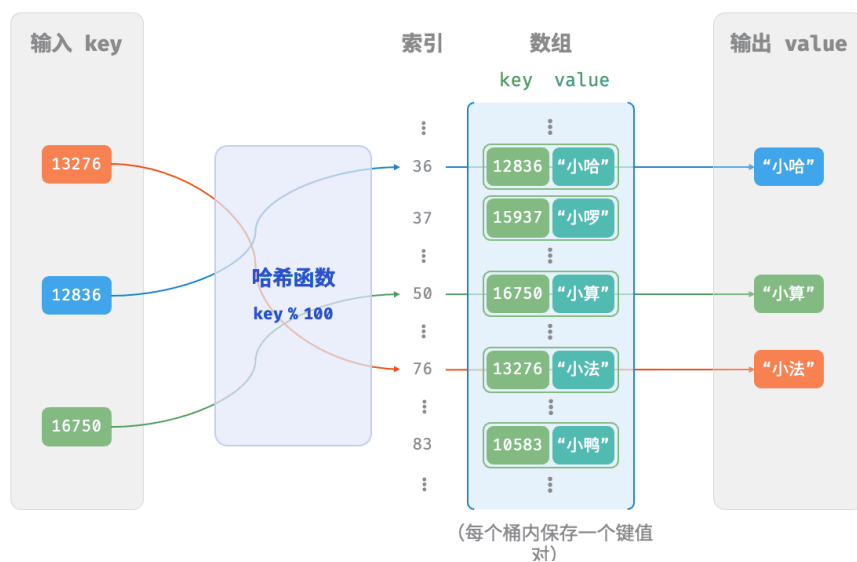 输入 key
索引
数组
输出 value
key value
13276
36
12836 “小哈”
“小哈”
37
15937 “小啰”
12836
哈希函数
key % 100
50
16750 “小算”
“小算”
76
13276 “小法”
“小法”
16750
83
10583 “小鸭”
(每个桶内保存一个键值
对)